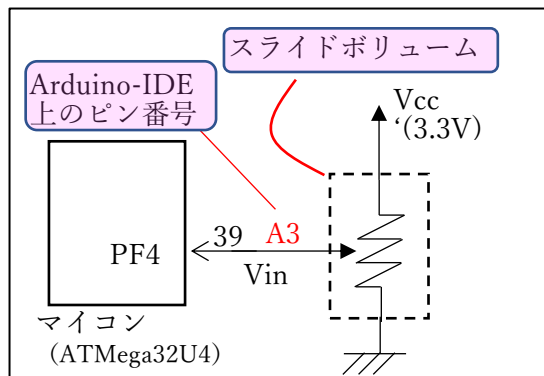 スライドボリューム
Arduino-IDE
上のピン番号
Vcc
‘(3.3V)
39
A3
PF4
Vin
マイコン
(ATMega32U4)